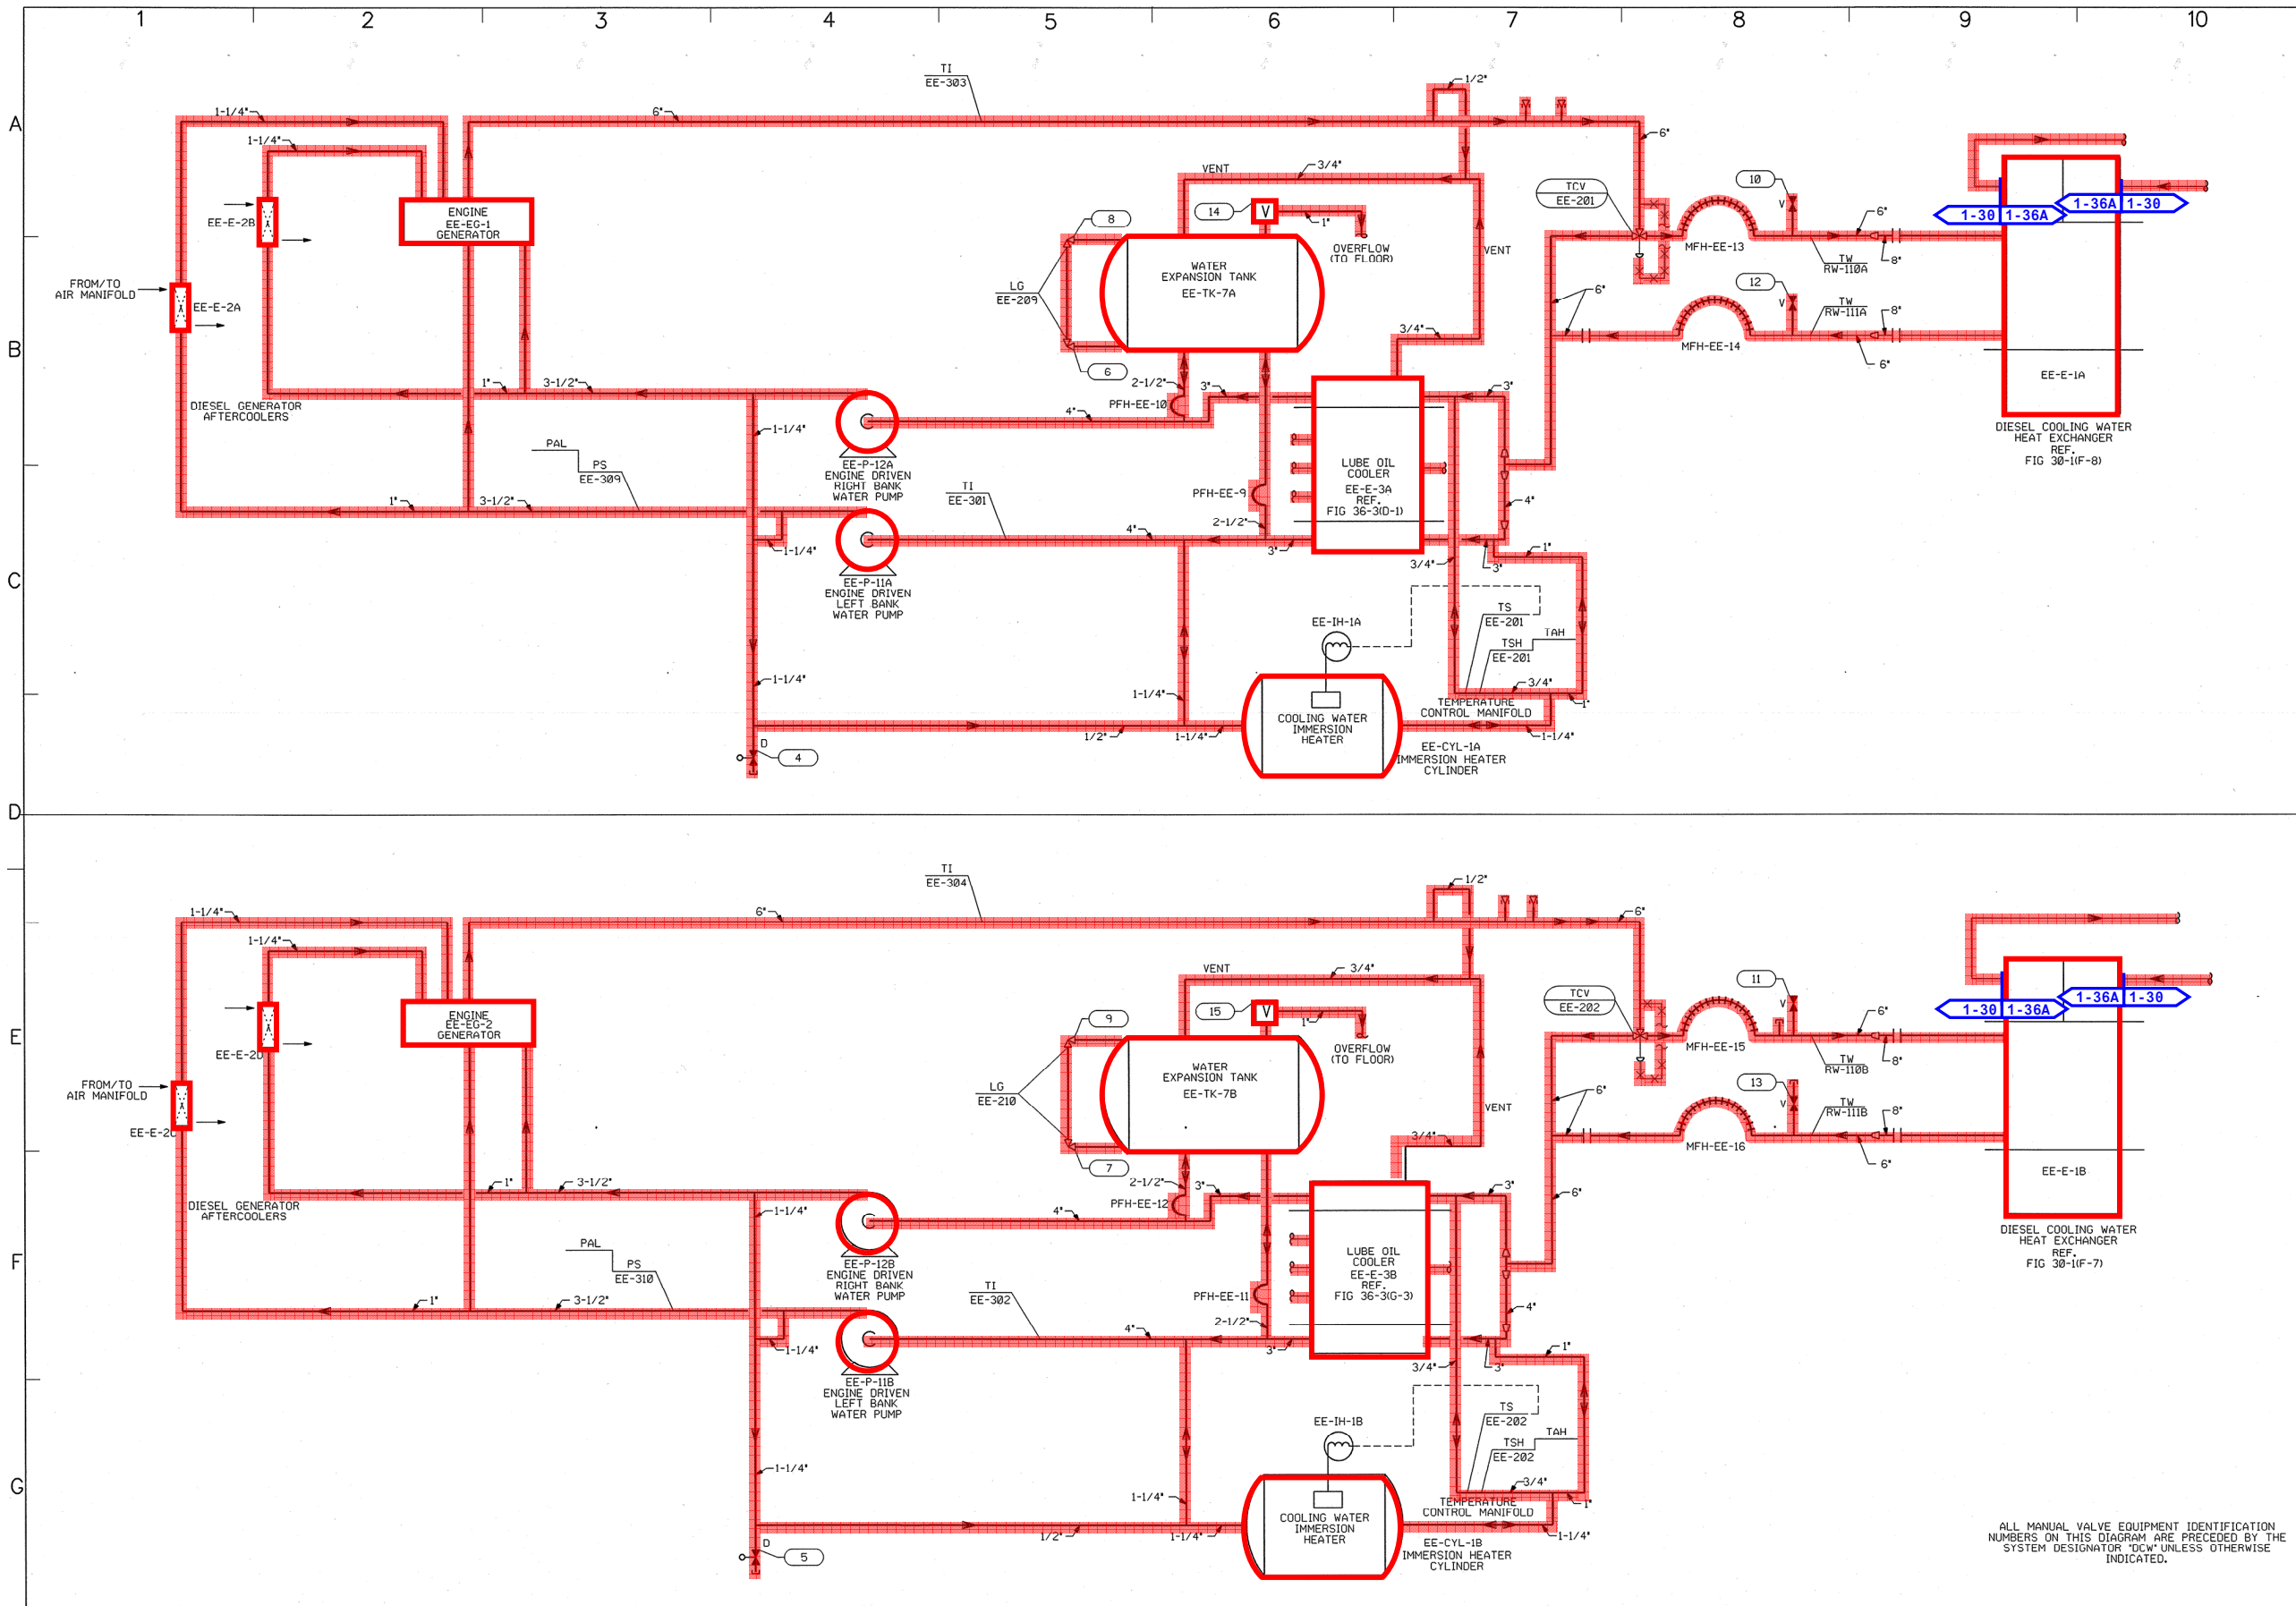 1 2 3 4 5 6 7 8 9 10
A
B
C
D
E
F
G
TI
EE-303
1/2"
1-1/4"
6"
1-1/4"
6"
VENT
3/4"
10
TCV
EE-201
14
V
1"
8
EE-E-2B
ENGINE
EE-EG-1
GENERATOR
V
6"
1-36A 1-30
1-30 1-36A
OVERFLOW
(TO FLOOR)
VENT
MFH-EE-13
TW
RW-110A
8"
WATER
EXPANSION TANK
EE-TK-7A
FROM/TO
AIR MANIFOLD
EE-E-2A
LG
EE-209
6"
12
V
TW
RW-111A
8"
3/4"
MFH-EE-14
6"
6
EE-E-1A
1"
3-1/2"
2-1/2"
3"
3"
PFH-EE-10
DIESEL GENERATOR
AFTERCOOLERS
4"
1-1/4"
DIESEL COOLING WATER
HEAT EXCHANGER
REF.
FIG 30-1(F-8)
PAL
PS
EE-309
EE-P-12A
ENGINE DRIVEN
RIGHT BANK
WATER PUMP
LUBE OIL
COOLER
EE-E-3A
REF.
FIG 36-3(D-1)
TI
EE-301
PFH-EE-9
1"
3-1/2"
4"
2-1/2"
4"
1-1/4"
3"
1"
3/4"
3"
EE-P-11A
ENGINE DRIVEN
LEFT BANK
WATER PUMP
TS
EE-201
EE-IH-1A
TSH
EE-201
TAH
1-1/4"
1-1/4"
3/4"
1"
TEMPERATURE
CONTROL MANIFOLD
COOLING WATER
IMMERSION
HEATER
1/2"
1-1/4"
1-1/4"
D
4
EE-CYL-1A
IMMERSION HEATER
CYLINDER
TI
EE-304
1/2"
1-1/4"
6"
6"
1-1/4"
VENT
3/4"
11
TCV
EE-202
15
V
1"
9
EE-E-2D
ENGINE
EE-EG-2
GENERATOR
V
6"
1-36A 1-30
1-30 1-36A
OVERFLOW
(TO FLOOR)
MFH-EE-15
TW
RW-110B
8"
WATER
EXPANSION TANK
EE-TK-7B
FROM/TO
AIR MANIFOLD
LG
EE-210
6"
13
V
VENT
TW
RW-111B
8"
EE-E-2C
3/4"
MFH-EE-16
6"
7
EE-E-1B
1"
3-1/2"
2-1/2"
3"
3"
6"
PFH-EE-12
DIESEL GENERATOR
AFTERCOOLERS
4"
1-1/4"
DIESEL COOLING WATER
HEAT EXCHANGER
REF.
FIG 30-1(F-7)
PAL
PS
EE-310
EE-P-12B
ENGINE DRIVEN
RIGHT BANK
WATER PUMP
LUBE OIL
COOLER
EE-E-3B
REF.
FIG 36-3(G-3)
TI
EE-302
PFH-EE-11
1"
3-1/2"
4"
2-1/2"
4"
1-1/4"
3"
1"
3/4"
3"
EE-P-11B
ENGINE DRIVEN
LEFT BANK
WATER PUMP
TS
EE-202
EE-IH-1B
TSH
EE-202
TAH
1-1/4"
1-1/4"
3/4"
1"
TEMPERATURE
CONTROL MANIFOLD
COOLING WATER
IMMERSION
HEATER
1/2"
1-1/4"
1-1/4"
D
5
EE-CYL-1B
IMMERSION HEATER
CYLINDER
ALL MANUAL VALVE EQUIPMENT IDENTIFICATION
NUMBERS ON THIS DIAGRAM ARE PRECEDED BY THE
SYSTEM DESIGNATOR "DCW" UNLESS OTHERWISE
INDICATED.